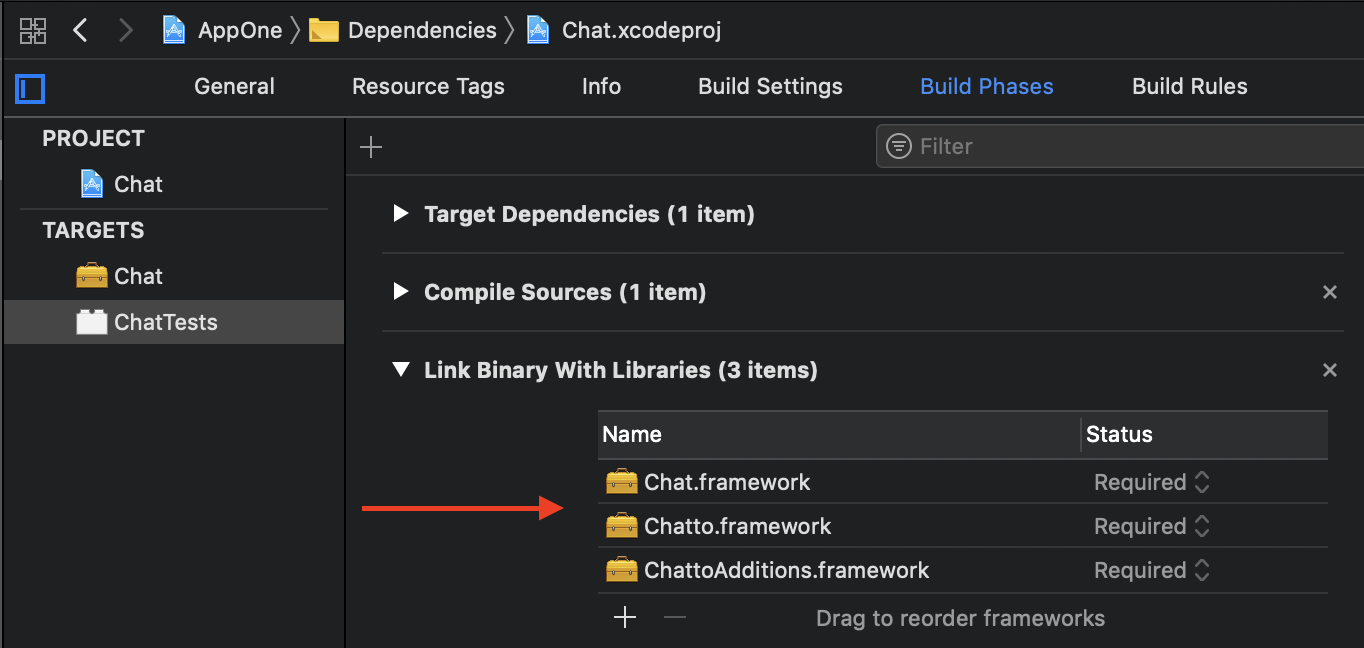 AppOne Dependencies Chat.xcodeproj
General Resource Tags Info Build Settings Build Phases Build Rules
PROJECT
Chat
TARGETS
Chat
ChatTests
Filter
Target Dependencies (1 item)
Compile Sources (1 item)
Link Binary With Libraries (3 items)
Name Status
Chat.framework Required
Chatto.framework Required
ChattoAdditions.framework Required
Drag to reorder frameworks